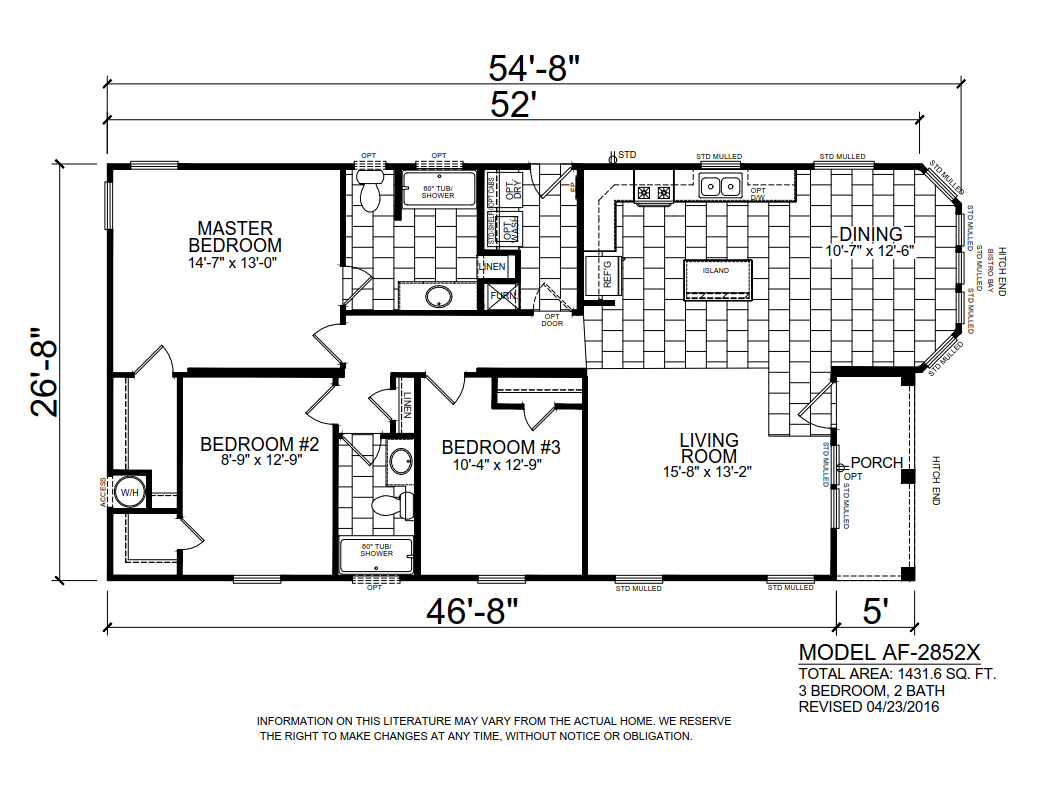 54'-8"
52'
OPT
OPT
STD
STD MULLED
STD MULLED
STD MULLED
60" TUB/
SHOWER
OPT CABS
STD-SHELF
OPT
DRY
OPT
WASH
EP
OPT
D/W
MASTER
BEDROOM
14'-7" x 13'-0"
DINING
10'-7" x 12'-6"
STD MULLED
STD MULLED
BISTRO BAY
HITCH END
STD MULLED
STD MULLED
LINEN
FURN
REF'G
ISLAND
OPT
DOOR
26'-8"
LINEN
BEDROOM #2
8'-9" x 12'-9"
BEDROOM #3
10'-4" x 12'-9"
LIVING
ROOM
15'-8" x 13'-2"
STD MULLED
PORCH
OPT
STD MULLED
HITCH END
ACCESS
W/H
60" TUB/
SHOWER
OPT
STD MULLED
STD MULLED
46'-8"
5'
MODEL AF-2852X
TOTAL AREA: 1431.6 SQ. FT.
3 BEDROOM, 2 BATH
REVISED 04/23/2016
INFORMATION ON THIS LITERATURE MAY VARY FROM THE ACTUAL HOME. WE RESERVE
THE RIGHT TO MAKE CHANGES AT ANY TIME, WITHOUT NOTICE OR OBLIGATION.